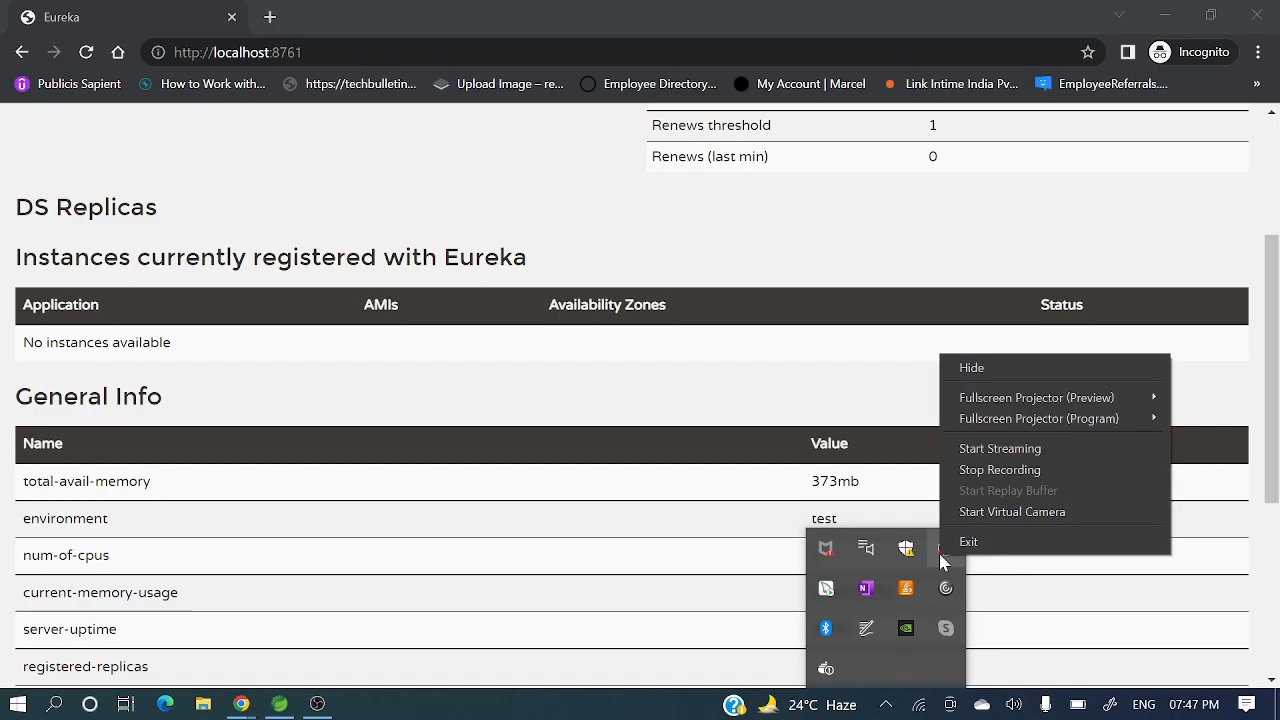 Eureka
http://localhost:8761
Incognito
Publicis Sapient
How to Work with...
https://techbulletin...
Upload Image – re...
Employee Directory...
My Account | Marcel
Link Intime India Pv...
EmployeeReferrals....
»
Renews threshold 1
Renews (last min) 0
DS Replicas
Instances currently registered with Eureka
Application AMIs Availability Zones Status
No instances available
General Info
Name Value
total-avail-memory 373mb
environment test
num-of-cpus
current-memory-usage
server-uptime
registered-replicas
Hide
Fullscreen Projector (Preview)
Fullscreen Projector (Program)
Start Streaming
Stop Recording
Start Replay Buffer
Start Virtual Camera
Exit
24°C Haze
ENG
07:47 PM